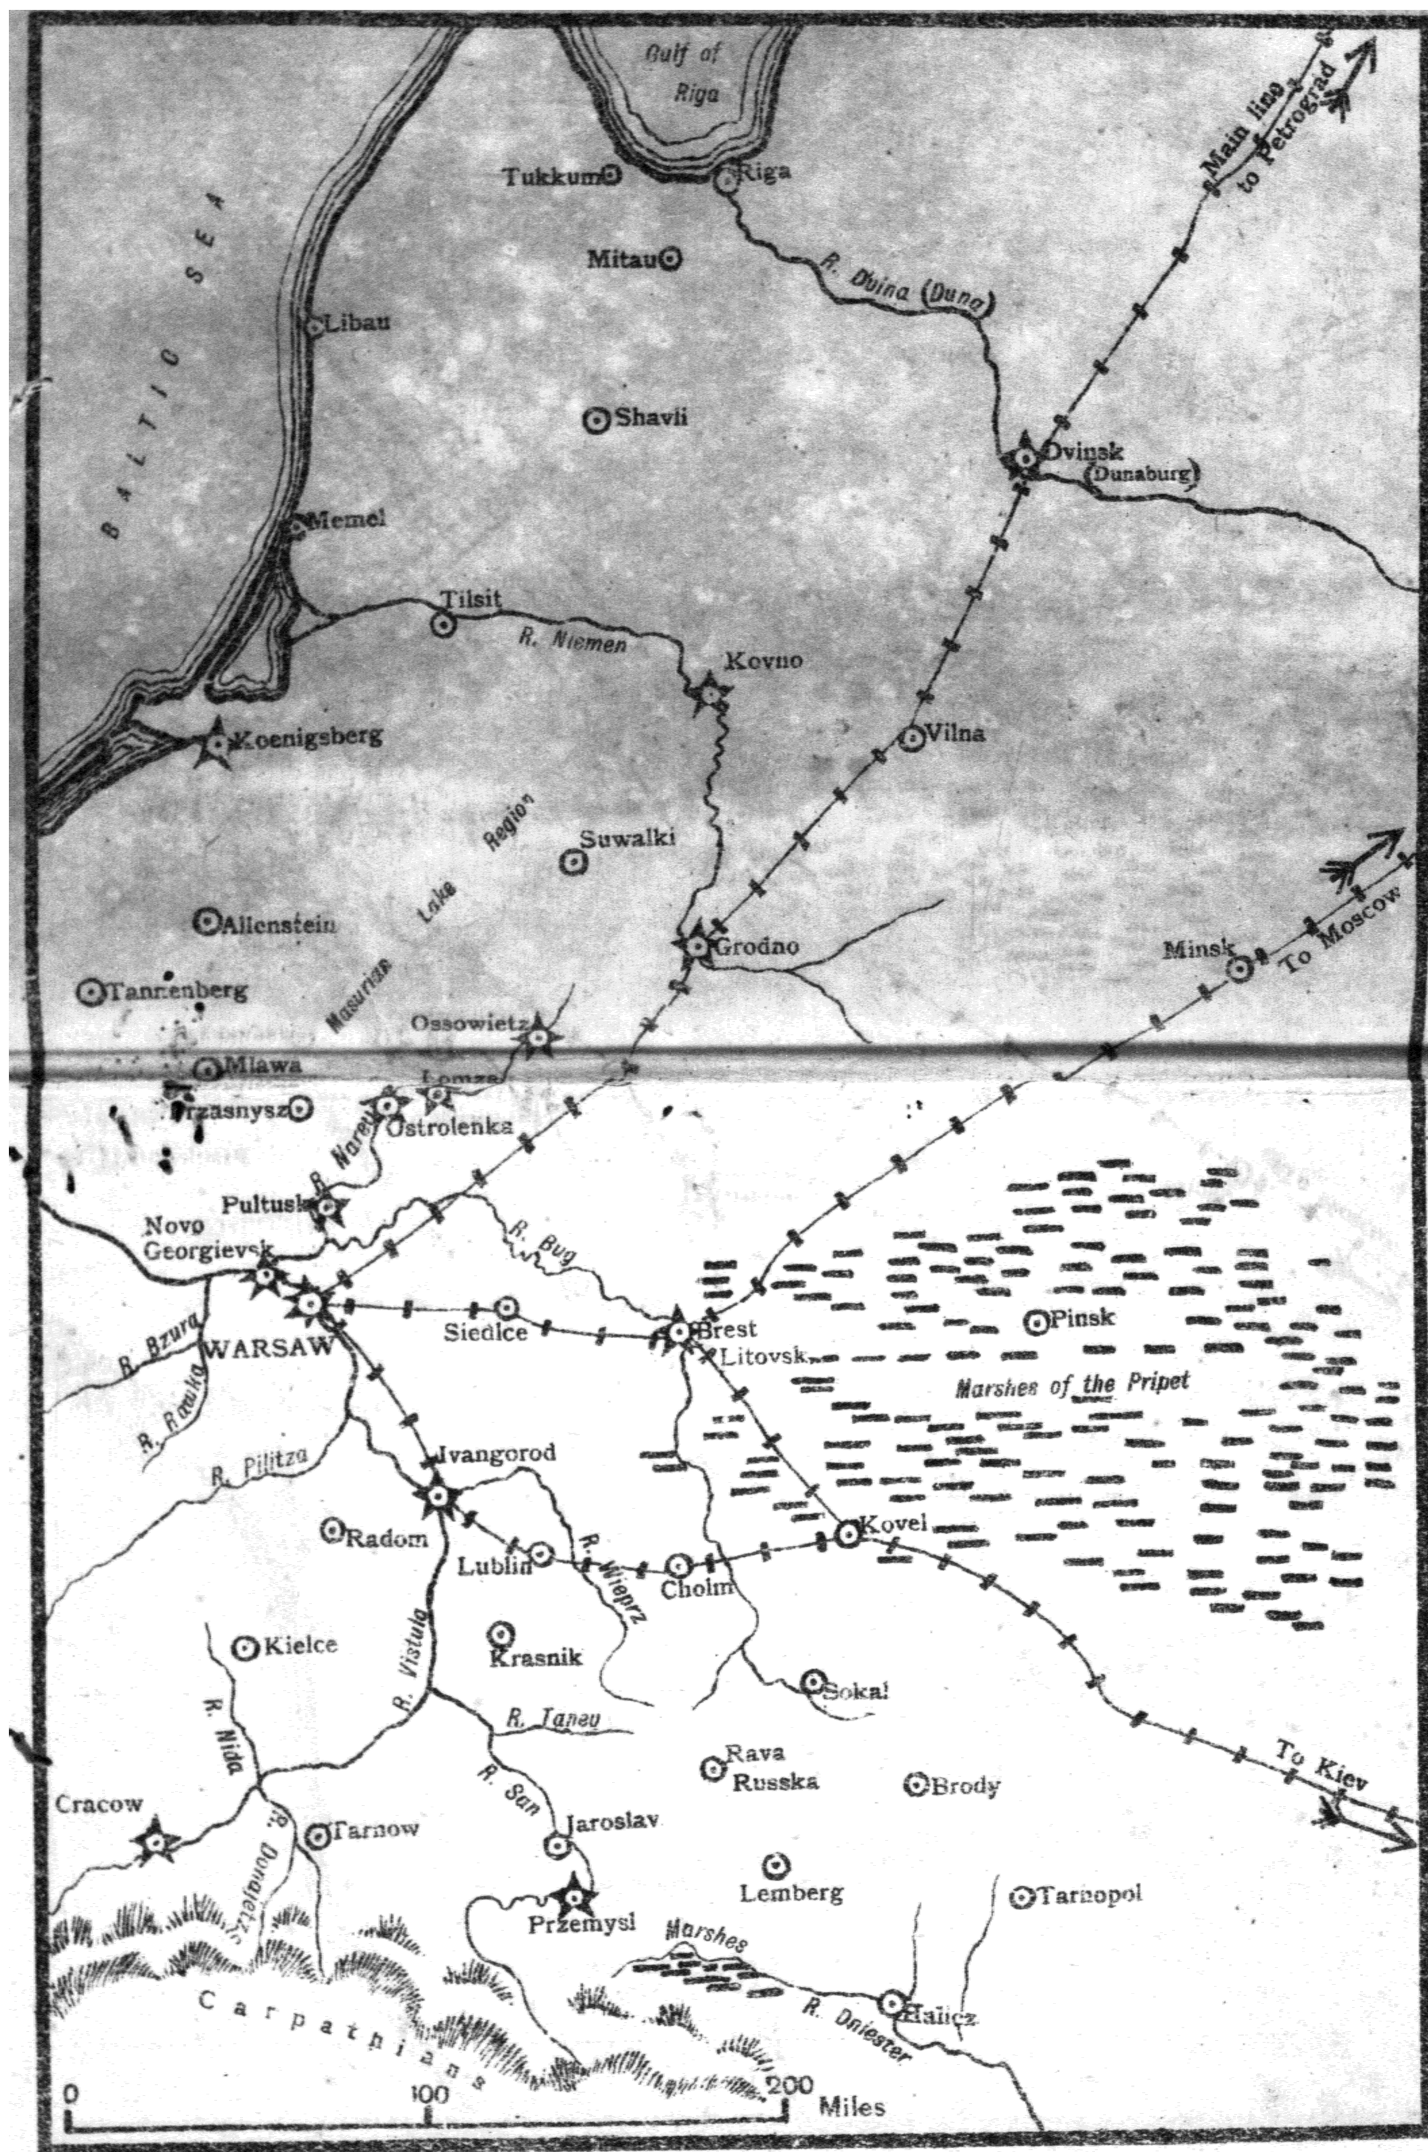 Gulf of
Riga
Main line
to Petrograd
Tukkum
Riga
BALTIC SEA
Mitau
R. Dvina (Duna)
Libau
Shavli
Dvinsk
(Dunaburg)
Memel
Tilsit
R. Niemen
Kovno
Koenigsberg
Vilna
Suwalki
Masurian Lake Region
Allenstein
Grodno
Minsk
To Moscow
Tannenberg
Ossowietz
Mlawa
Lomza
Przasnysz
Ostrolenka
R. Narew
Pultusk
Novo
Georgievsk
R. Bug
R. Bzura
WARSAW
Siedlce
Brest
Litovsk
Pinsk
Marshes of the Pripet
R. Rawka
R. Pilitza
Ivangorod
Radom
Lublin
R. Wieprz
Cholm
Kovel
Kielce
R. Vistula
Krasnik
Sokal
R. Nida
R. Taneu
Rava
Russka
Brody
To Kiev
R. San
Cracow
Tarnow
R. Donajetz
Jaroslav
Lemberg
Tarnopol
Przemysl
Marshes
Halicz
R. Dniester
Carpathians
0 100 200
Miles